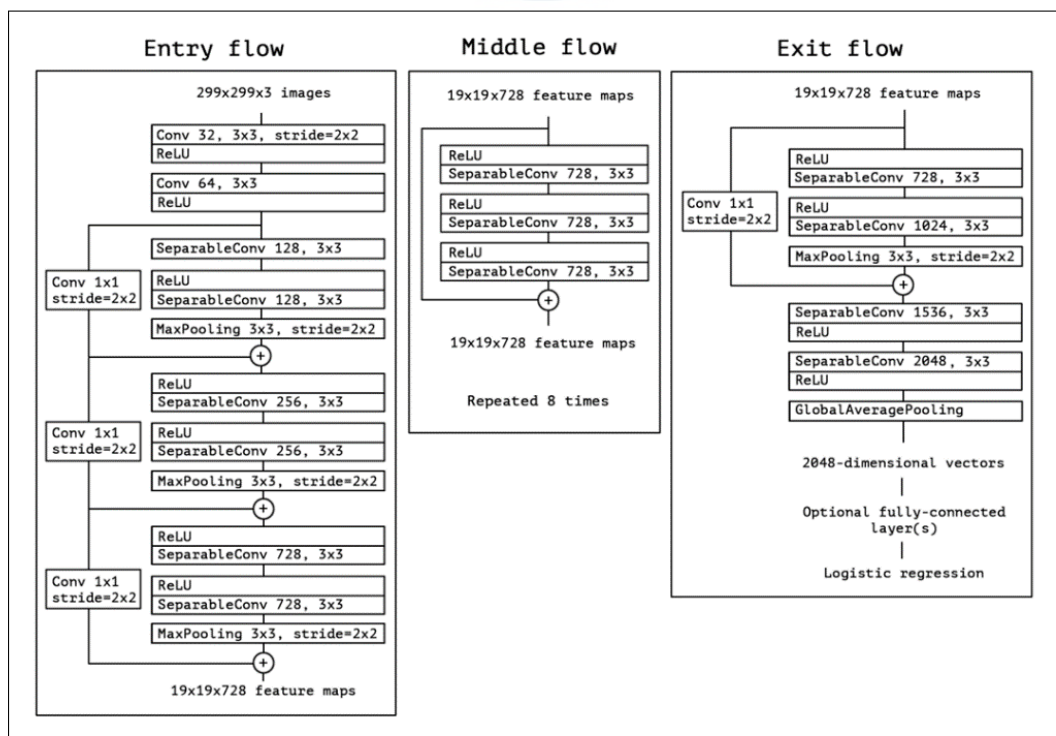 Entry flow
299x299x3 images
Conv 32, 3x3, stride=2x2
ReLU
Conv 64, 3x3
ReLU
SeparableConv 128, 3x3
Conv 1x1
stride=2x2
ReLU
SeparableConv 128, 3x3
MaxPooling 3x3, stride=2x2
+
ReLU
SeparableConv 256, 3x3
Conv 1x1
stride=2x2
ReLU
SeparableConv 256, 3x3
MaxPooling 3x3, stride=2x2
+
ReLU
SeparableConv 728, 3x3
Conv 1x1
stride=2x2
ReLU
SeparableConv 728, 3x3
MaxPooling 3x3, stride=2x2
+
19x19x728 feature maps
Middle flow
19x19x728 feature maps
ReLU
SeparableConv 728, 3x3
ReLU
SeparableConv 728, 3x3
ReLU
SeparableConv 728, 3x3
+
19x19x728 feature maps
Repeated 8 times
Exit flow
19x19x728 feature maps
ReLU
SeparableConv 728, 3x3
Conv 1x1
stride=2x2
ReLU
SeparableConv 1024, 3x3
MaxPooling 3x3, stride=2x2
+
SeparableConv 1536, 3x3
ReLU
SeparableConv 2048, 3x3
ReLU
GlobalAveragePooling
2048-dimensional vectors
Optional fully-connected
layer(s)
Logistic regression